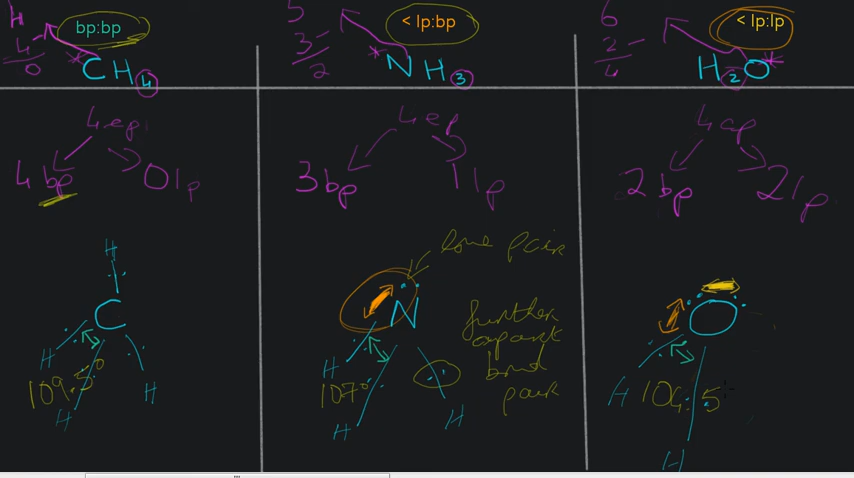 bp:bp
< lp:bp
< lp:lp
4-
0
CH4
*
5
3-
2
*
NH3
6
2-
4
H2O
*
4ep
4bp
0lp
4ep
3bp
1lp
4ep
2bp
2lp
H
C
H
H
H
109.5°
lone pair
N
H
H
H
107°
further
apart
bond
pair
O
H
H
104.5